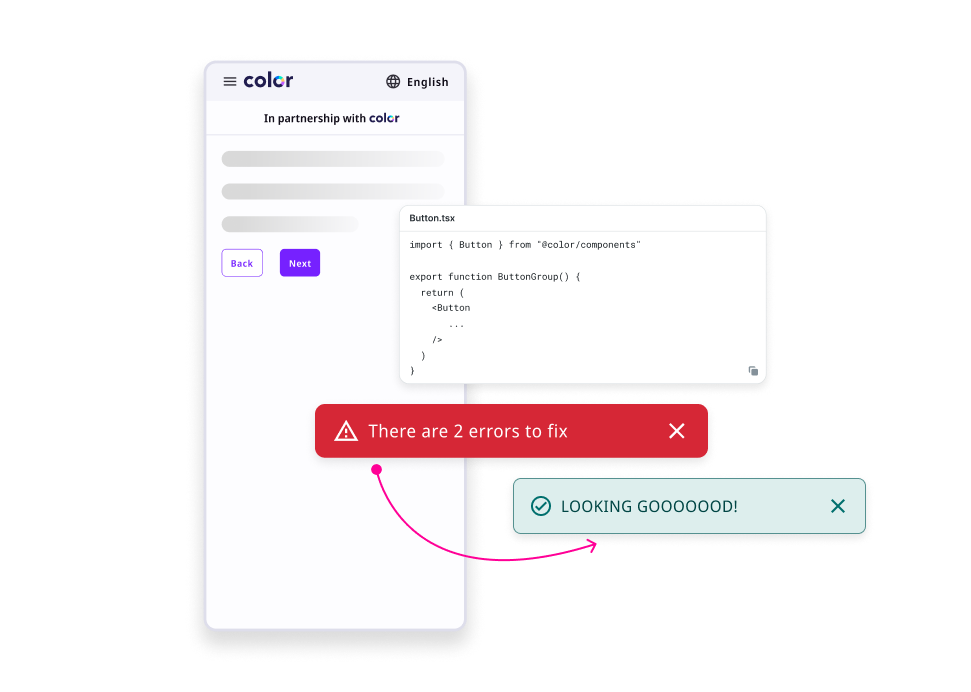 color
English
In partnership with color
Back
Next
Button.tsx
import { Button } from "@color/components"
export function ButtonGroup() {
return (
<Button
...
/>
)
}
There are 2 errors to fix
LOOKING GOOOOOOD!